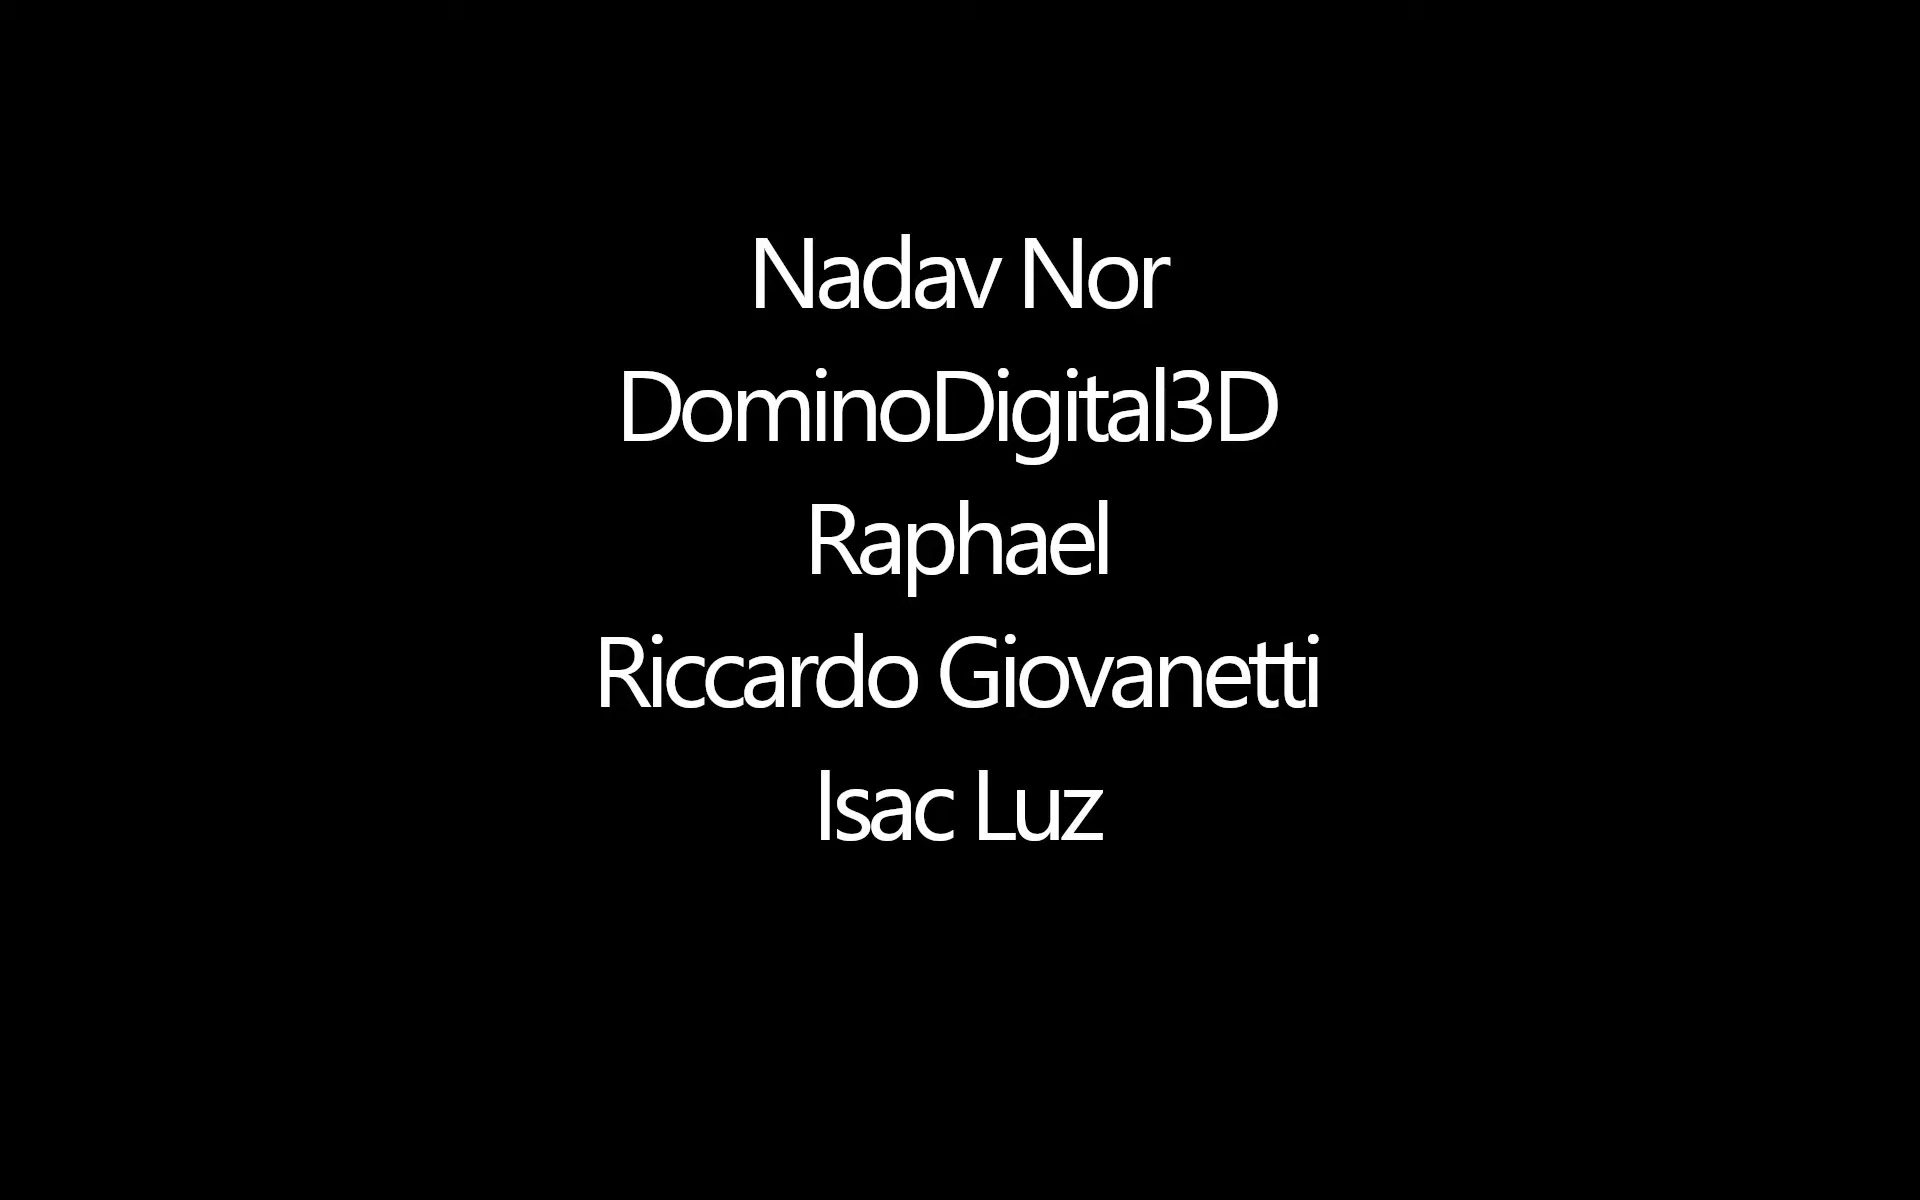 Nadav Nor
DominoDigital3D
Raphael
Riccardo Giovanetti
Isac Luz